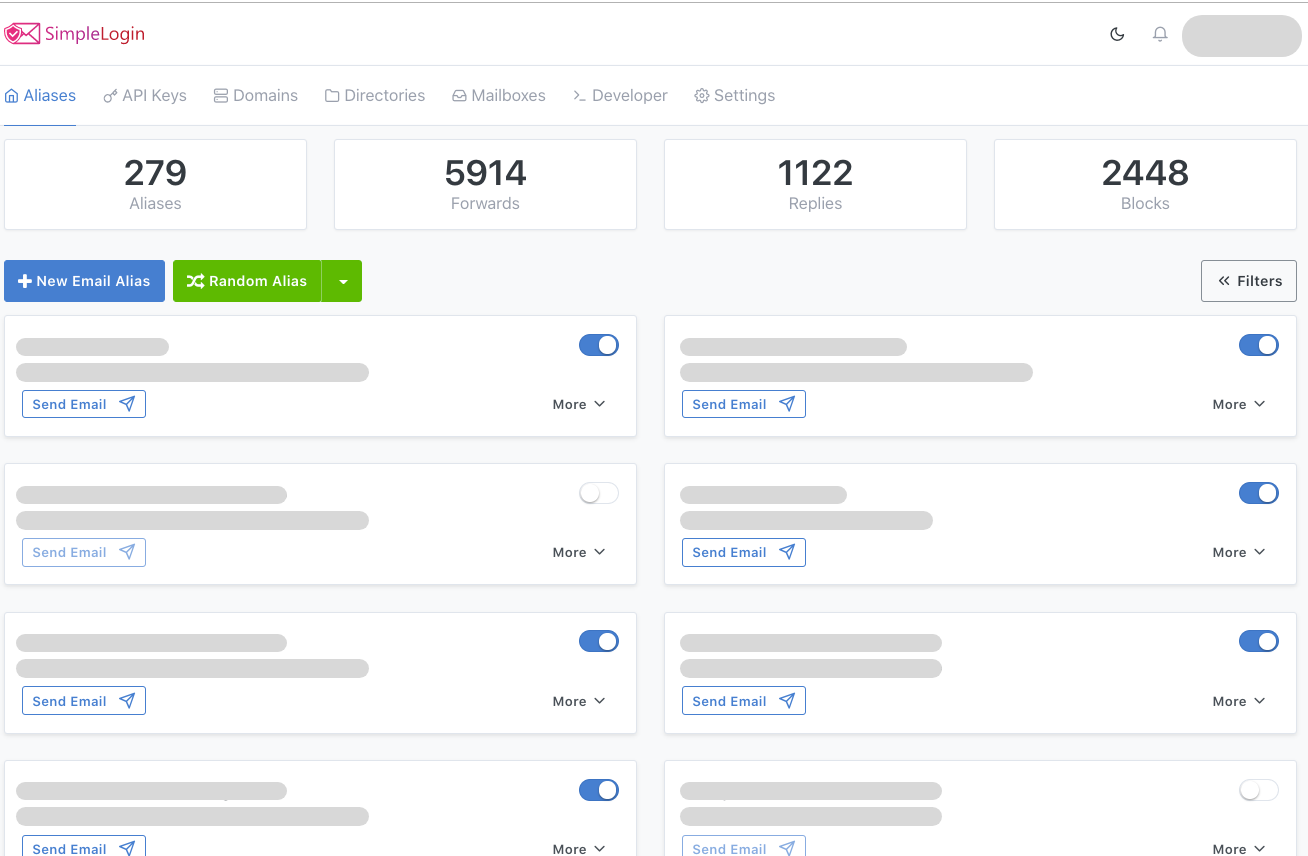 SimpleLogin
Aliases API Keys Domains Directories Mailboxes Developer Settings
279 5914 1122 2448
Aliases Forwards Replies Blocks
New Email Alias Random Alias Filters
Send Email More Send Email More
Send Email More Send Email More
Send Email More Send Email More
Send Email More Send Email More